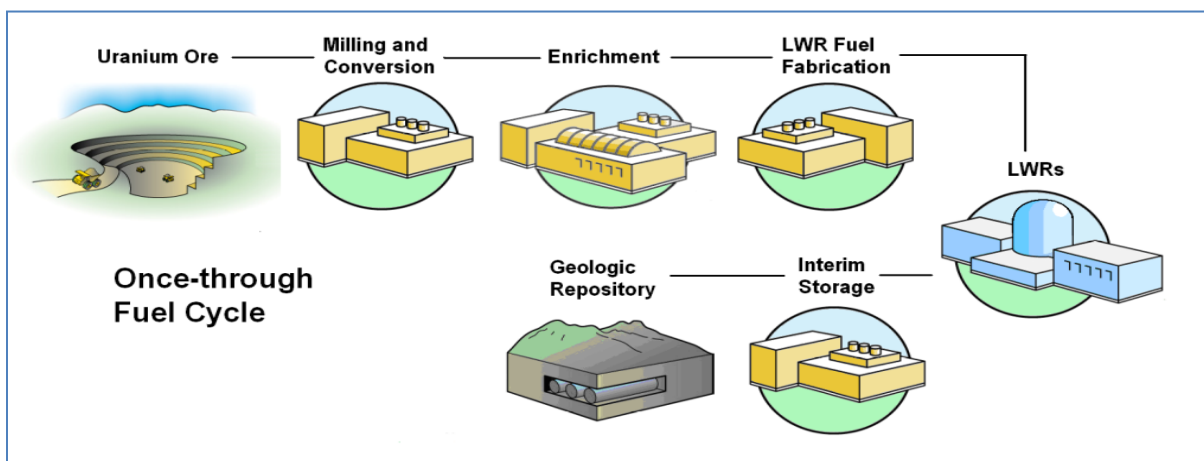 Uranium Ore
Milling and
Conversion
Enrichment
LWR Fuel
Fabrication
LWRs
Once-through
Fuel Cycle
Geologic
Repository
Interim
Storage